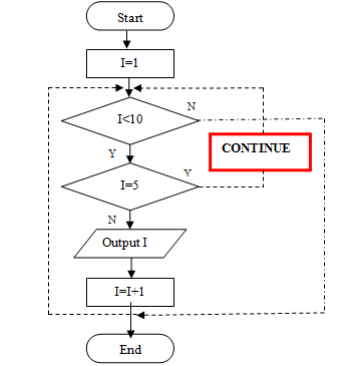 Start
I=1
N
I<10
CONTINUE
Y
Y
I=5
N
Output I
I=I+1
End